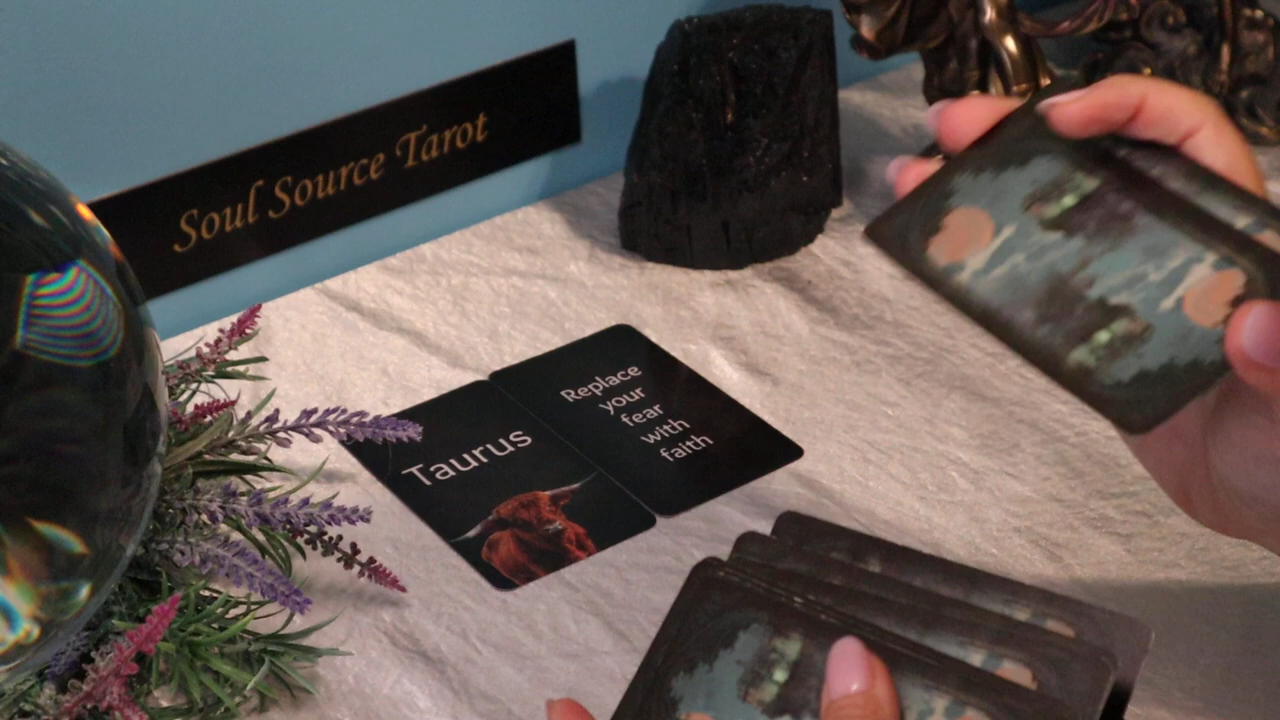 Soul Source Tarot
Taurus
Replace
your
fear
with
faith